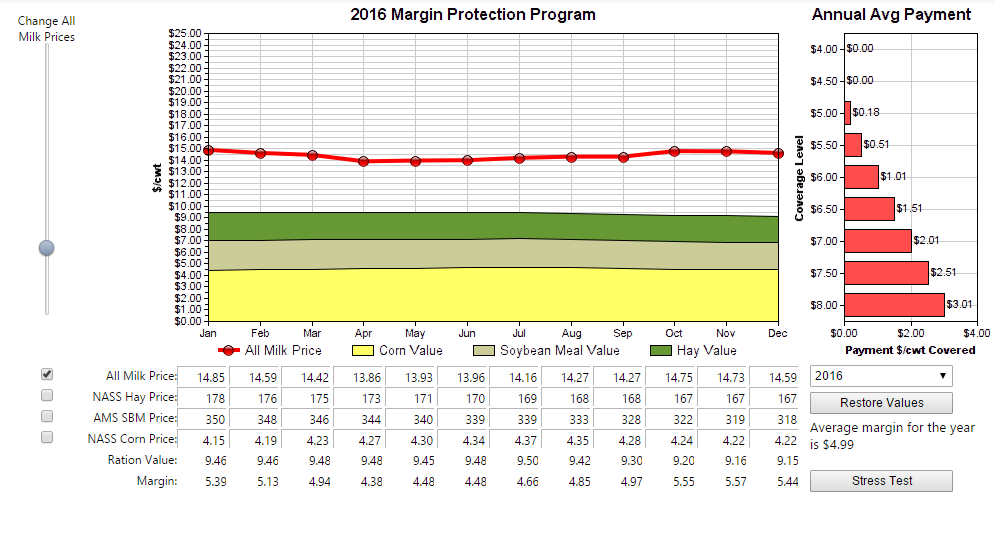 Change All
Milk Prices
2016 Margin Protection Program
$/cwt
$25.00
$24.00
$23.00
$22.00
$21.00
$20.00
$19.00
$18.00
$17.00
$16.00
$15.00
$14.00
$13.00
$12.00
$11.00
$10.00
$9.00
$8.00
$7.00
$6.00
$5.00
$4.00
$3.00
$2.00
$1.00
$0.00
Jan Feb Mar Apr May Jun Jul Aug Sep Oct Nov Dec
All Milk Price Corn Value Soybean Meal Value Hay Value
Annual Avg Payment
Coverage Level
$4.00 $0.00
$4.50 $0.00
$5.00 $0.18
$5.50 $0.51
$6.00 $1.01
$6.50 $1.51
$7.00 $2.01
$7.50 $2.51
$8.00 $3.01
$0.00 $2.00 $4.00
Payment $/cwt Covered
All Milk Price: 14.85 14.59 14.42 13.86 13.93 13.96 14.16 14.27 14.27 14.75 14.73 14.59
NASS Hay Price: 178 176 175 173 171 170 169 168 168 167 167 167
AMS SBM Price: 350 348 346 344 340 339 339 333 328 322 319 318
NASS Corn Price: 4.15 4.19 4.23 4.27 4.30 4.34 4.37 4.35 4.28 4.24 4.22 4.22
Ration Value: 9.46 9.46 9.48 9.48 9.45 9.48 9.50 9.42 9.30 9.20 9.16 9.15
Margin: 5.39 5.13 4.94 4.38 4.48 4.48 4.66 4.85 4.97 5.55 5.57 5.44
2016
Restore Values
Average margin for the year
is $4.99
Stress Test